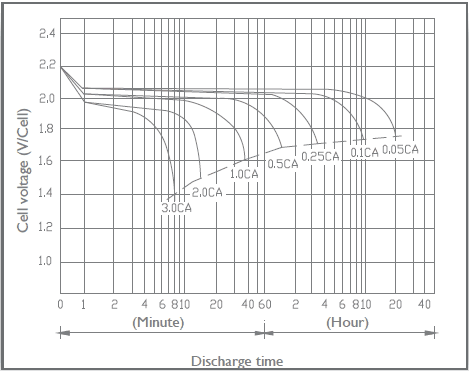 2.4
2.2
2.0
1.8
1.6
1.4
1.2
1.0
Cell voltage (V/Cell)
3.0CA
2.0CA
1.0CA
0.5CA
0.25CA
0.1CA
0.05CA
0 1 2 4 6 8 10 20 40 60 2 4 6 8 10 20 40
(Minute) (Hour)
Discharge time